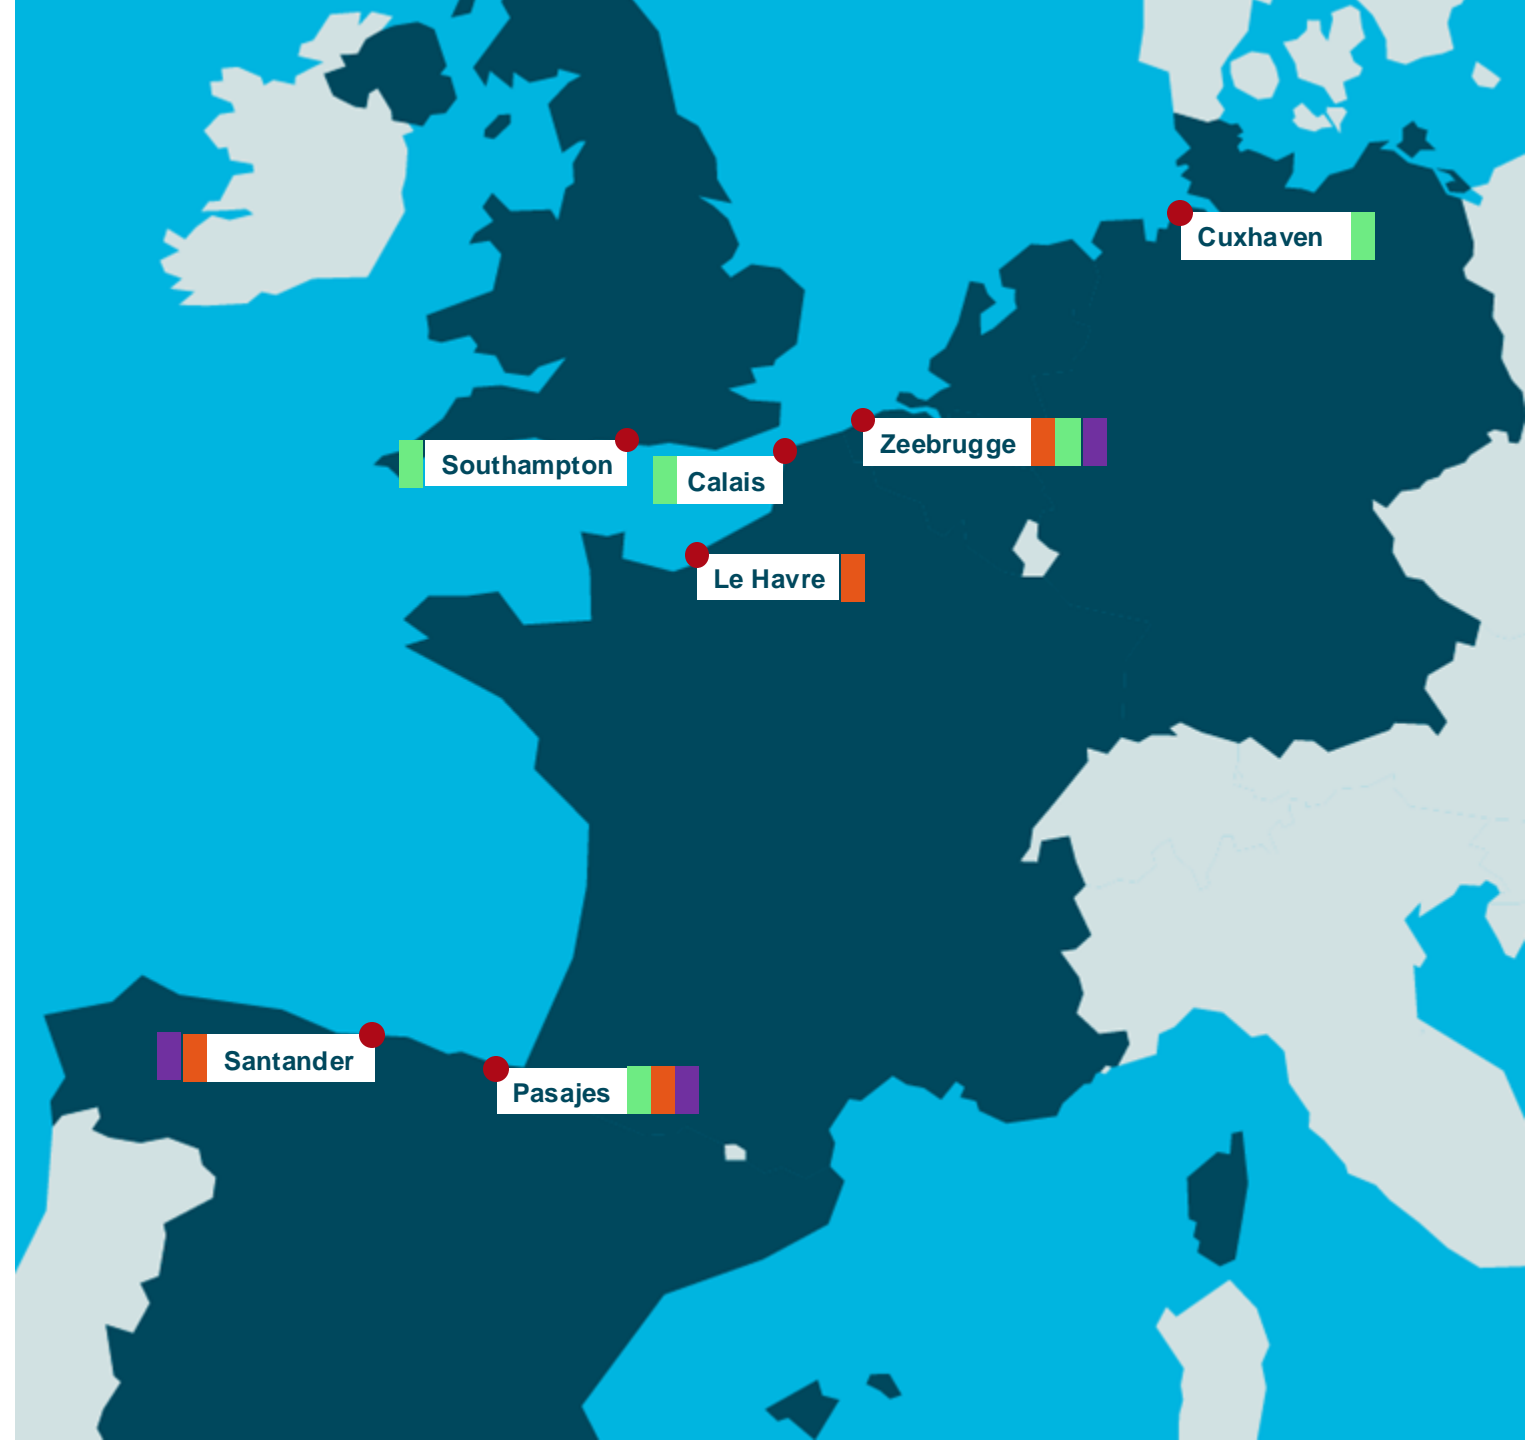 Cuxhaven
Zeebrugge
Southampton
Calais
Le Havre
Santander
Pasajes